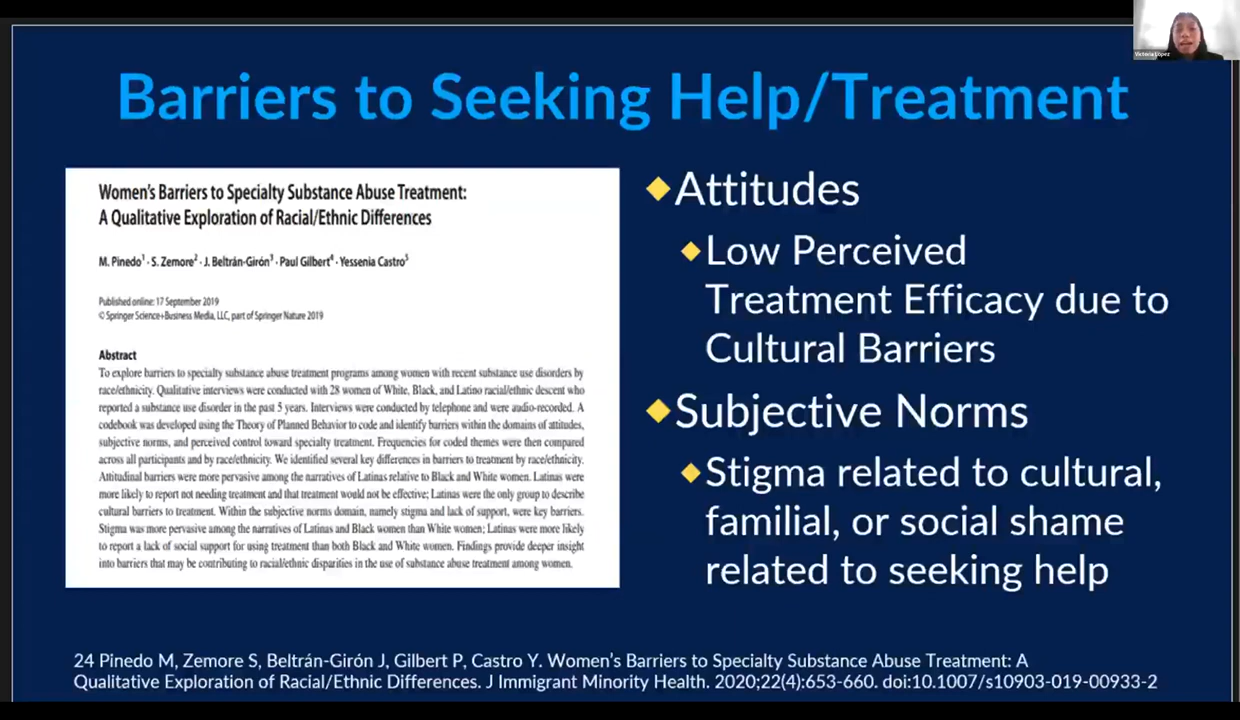 Victoria Lopez
Barriers to Seeking Help/Treatment
Women's Barriers to Specialty Substance Abuse Treatment:
A Qualitative Exploration of Racial/Ethnic Differences
M. Pinedo¹ · S. Zemore² · J. Beltrán-Girón³ · Paul Gilbert⁴ · Yessenia Castro⁵
Published online: 17 September 2019
© Springer Science+Business Media, LLC, part of Springer Nature 2019
Abstract
To explore barriers to specialty substance abuse treatment programs among women with recent substance use disorders by
race/ethnicity. Qualitative interviews were conducted with 28 women of White, Black, and Latino racial/ethnic descent who
reported a substance use disorder in the past 5 years. Interviews were conducted by telephone and were audio-recorded. A
codebook was developed using the Theory of Planned Behavior to code and identify barriers within the domains of attitudes,
subjective norms, and perceived control toward specialty treatment. Frequencies for coded themes were then compared
across all participants and by race/ethnicity. We identified several key differences in barriers to treatment by race/ethnicity.
Attitudinal barriers were more pervasive among the narratives of Latinas relative to Black and White women. Latinas were
more likely to report not needing treatment and that treatment would not be effective; Latinas were the only group to describe
cultural barriers to treatment. Within the subjective norms domain, namely stigma and lack of support, were key barriers.
Stigma was more pervasive among the narratives of Latinas and Black women than White women; Latinas were more likely
to report a lack of social support for using treatment than both Black and White women. Findings provide deeper insight
into barriers that may be contributing to racial/ethnic disparities in the use of substance abuse treatment among women.
Attitudes
Low Perceived
Treatment Efficacy due to
Cultural Barriers
Subjective Norms
Stigma related to cultural,
familial, or social shame
related to seeking help
24 Pinedo M, Zemore S, Beltrán-Girón J, Gilbert P, Castro Y. Women's Barriers to Specialty Substance Abuse Treatment: A
Qualitative Exploration of Racial/Ethnic Differences. J Immigrant Minority Health. 2020;22(4):653-660. doi:10.1007/s10903-019-00933-2